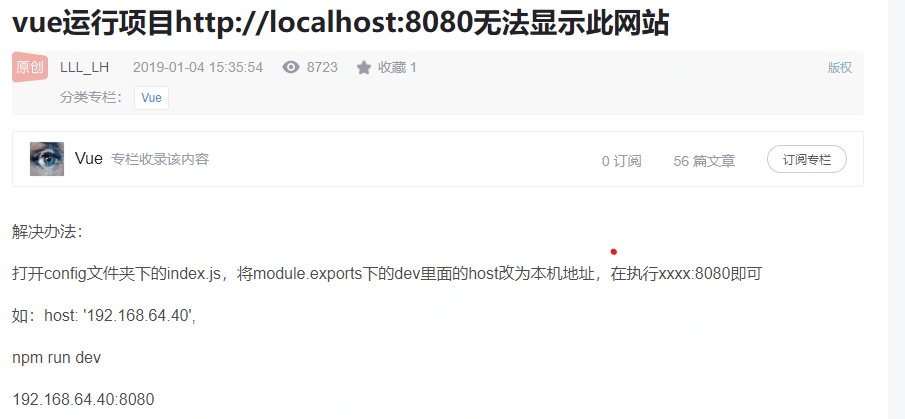 vue运行项目http://localhost:8080无法显示此网站
原创 LLL_LH 2019-01-04 15:35:54 8723 收藏 1 版权
分类专栏： Vue
Vue 专栏收录该内容 0 订阅 56 篇文章 订阅专栏
解决办法：
打开config文件夹下的index.js，将module.exports下的dev里面的host改为本机地址，在执行xxxx:8080即可
如：host: '192.168.64.40',
npm run dev
192.168.64.40:8080